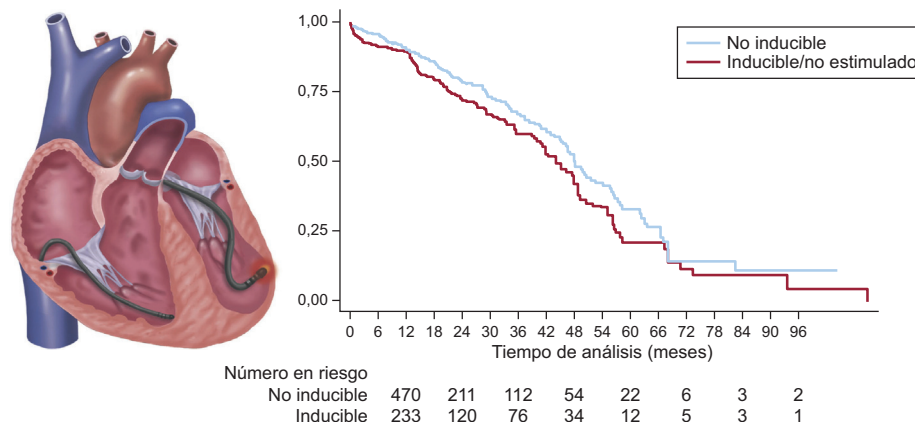 1,00
0,75
0,50
0,25
0,00
No inducible
Inducible/no estimulado
0 6 12 18 24 30 36 42 48 54 60 66 72 78 84 90 96
Tiempo de análisis (meses)
Número en riesgo
No inducible 470 211 112 54 22 6 3 2
Inducible 233 120 76 34 12 5 3 1